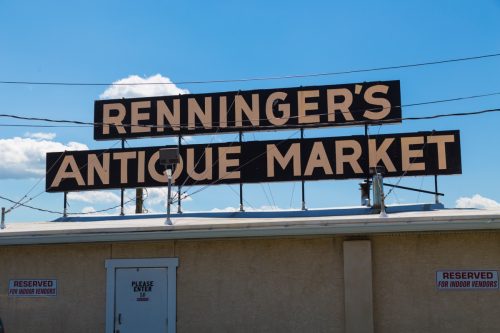 RENNINGER'S
ANTIQUE MARKET
RESERVED
FOR INDOOR VENDORS
PLEASE
ENTER
RESERVED
FOR INDOOR VENDORS